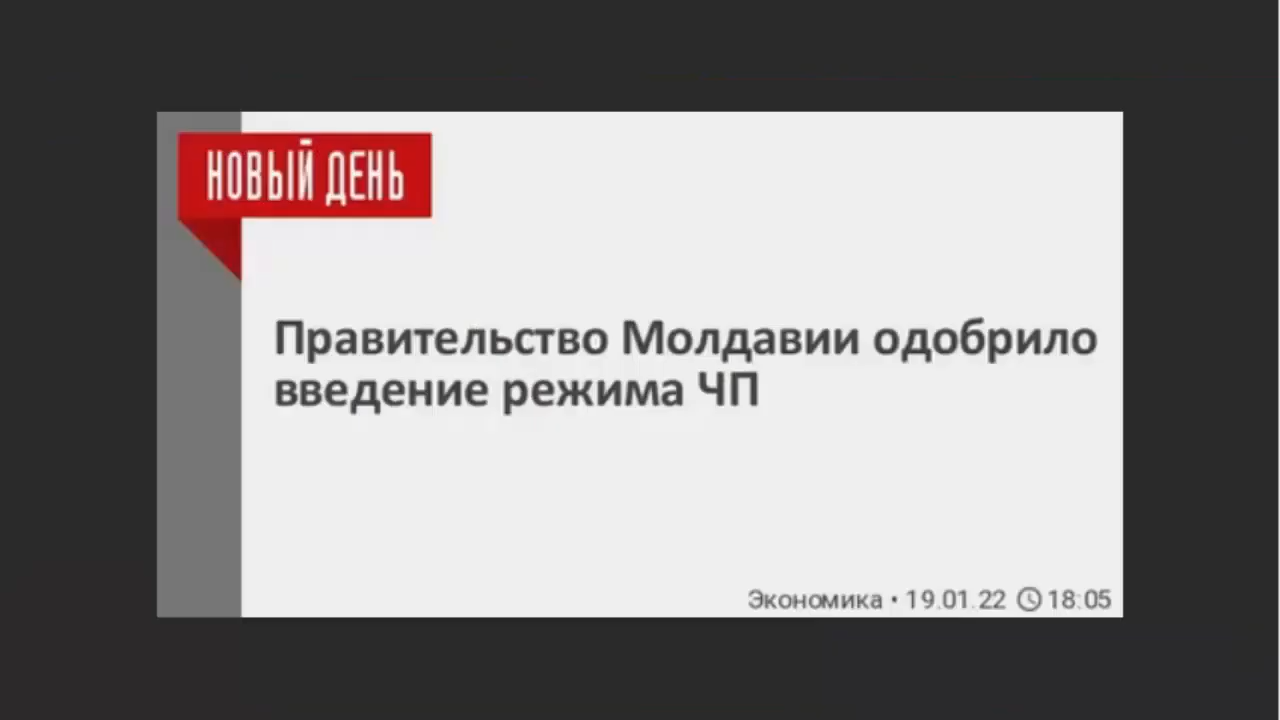 НОВЫЙ ДЕНЬ
Правительство Молдавии одобрило
введение режима ЧП
Экономика • 19.01.22 18:05